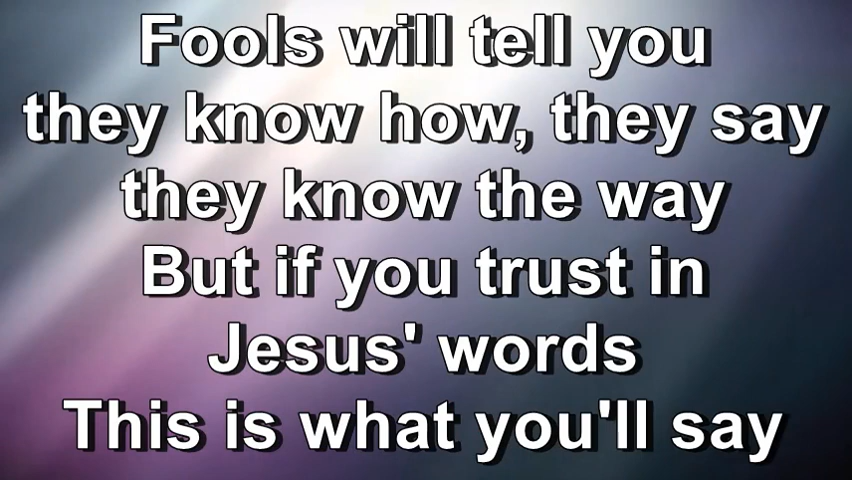 Fools will tell you
they know how, they say
they know the way
But if you trust in
Jesus' words
This is what you'll say